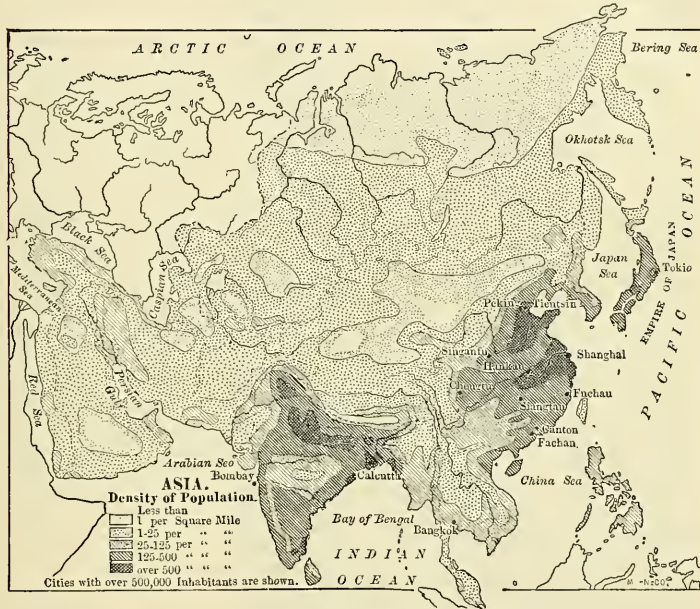 ARCTIC OCEAN
Bering Sea
Okhotsk Sea
PACIFIC OCEAN
EMPIRE OF JAPAN
Japan
Sea
Tokio
Black Sea
Mediterranean
Sea
Caspian Sea
Pekin
Tientsin
Singanfu
Hankau
Shanghai
Chengtu
Siangtan
Fuchau
Canton
Fachan.
Persian
Gulf
Red Sea
Arabian Sea
Bombay
Calcutta
China Sea
ASIA.
Density of Population.
Less than
1 per Square Mile
1-25 per " "
25-125 per " "
125-500 " " "
over 500 " " "
Cities with over 500,000 Inhabitants are shown.
Bay of Bengal
Bangkok
INDIAN
OCEAN